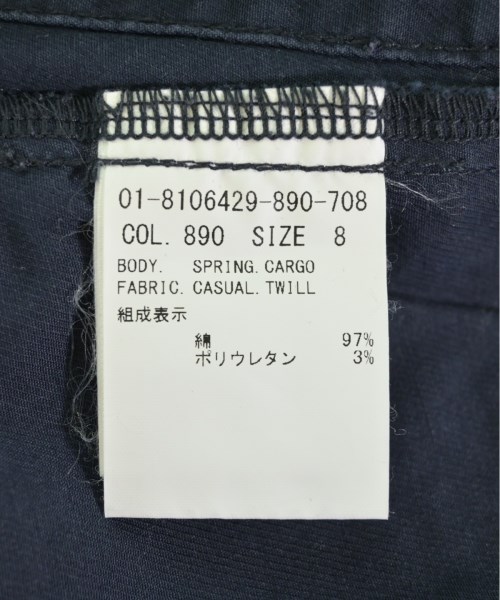 01-8106429-890-708
COL. 890 SIZE 8
BODY. SPRING.CARGO
FABRIC. CASUAL.TWILL
組成表示
綿 97%
ポリウレタン 3%